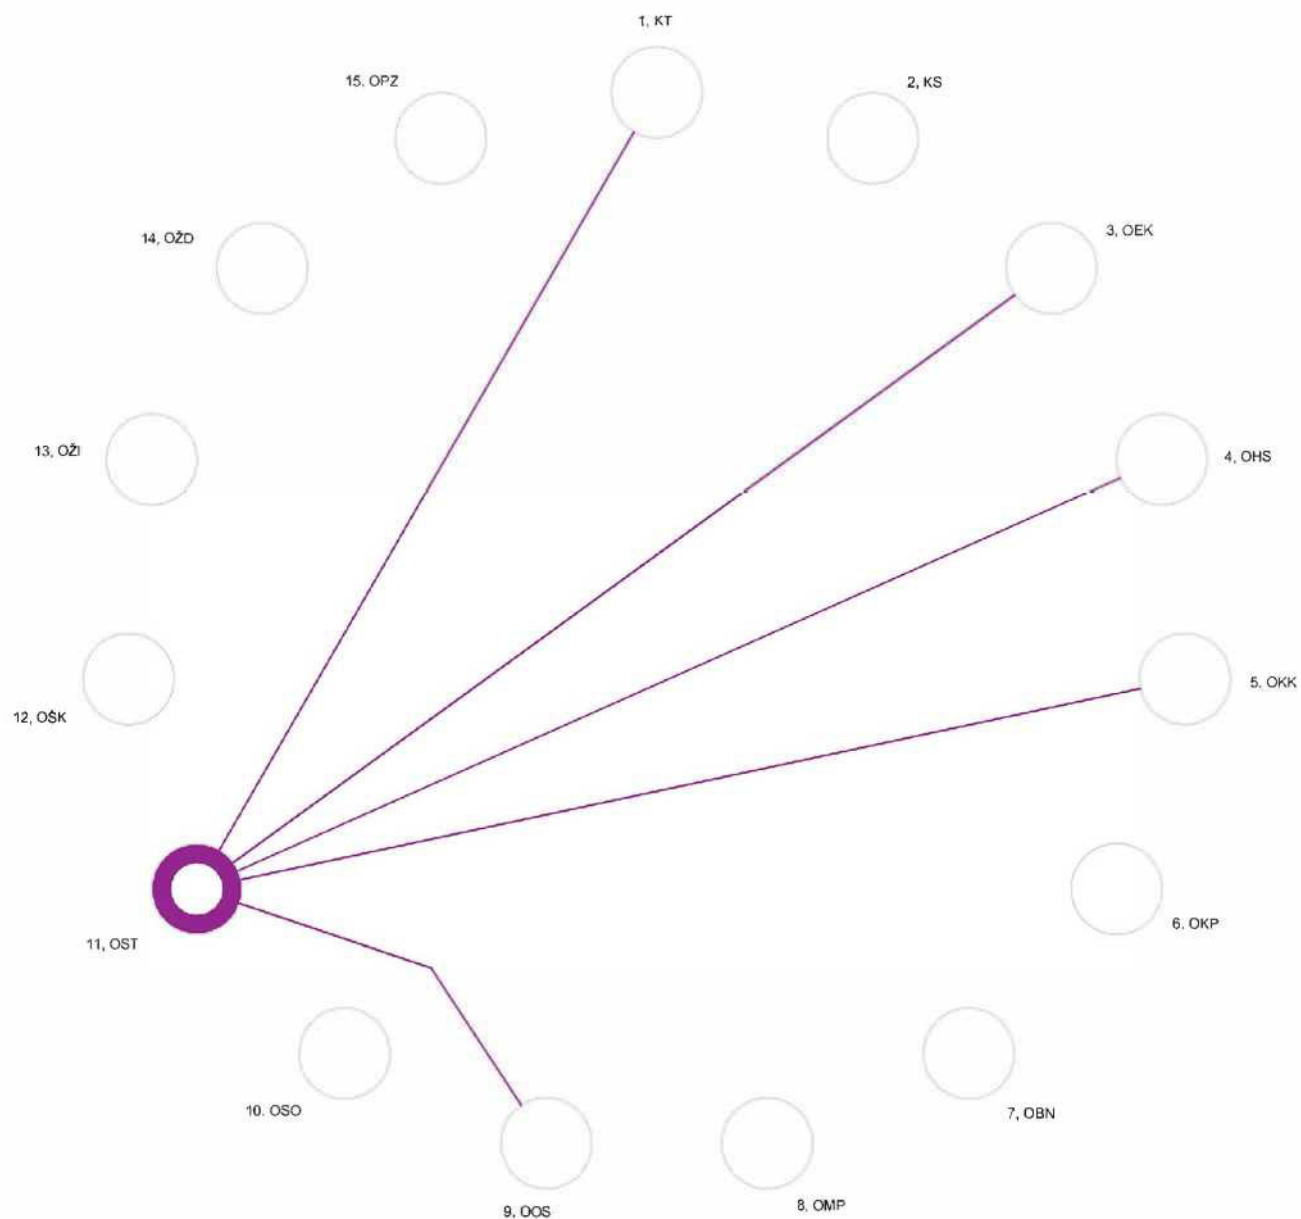 1, KT
2, KS
3, OEK
4, OHS
5. OKK
6. OKP
7, OBN
8, OMP
9, OOS
10. OSO
11, OST
12, OŠK
13, OŽI
14, OŽD
15. OPZ